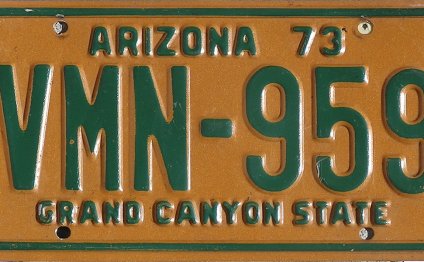 ARIZONA 73
VMN-959
GRAND CANYON STATE